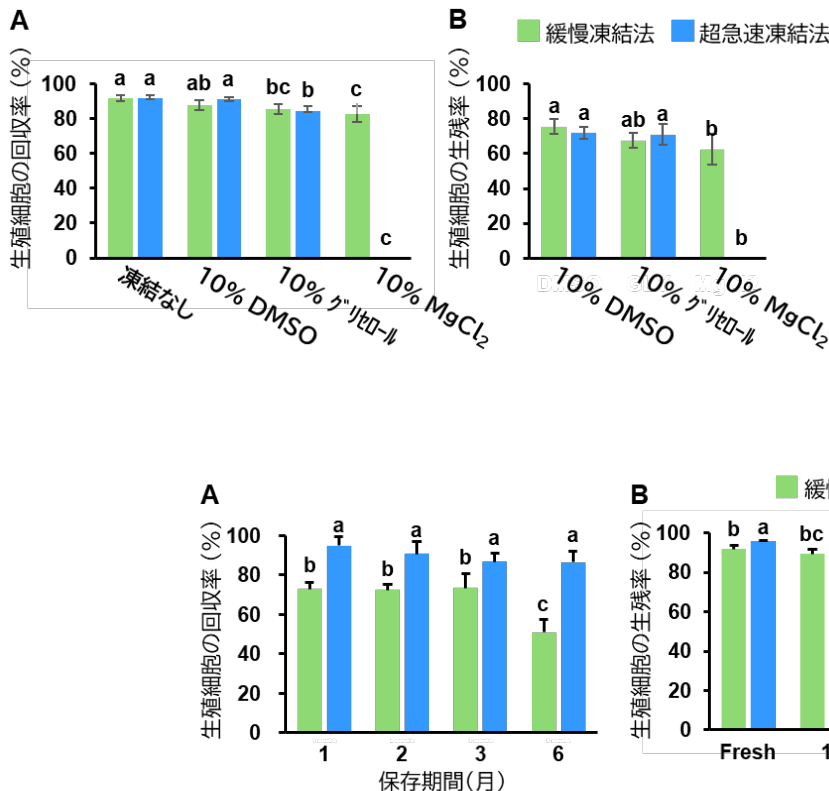 A
生殖細胞の回収率(%)
100
80
60
40
20
0
a a ab a bc b c c
凍結なし
10% DMSO
10% グリセロール
10% MgCl2
B
緩慢凍結法
超急速凍結法
生殖細胞の生残率(%)
100
80
60
40
20
0
a a ab a b b
10% DMSO
10% グリセロール
10% MgCl2
A
生殖細胞の回収率(%)
100
80
60
40
20
0
b a b a b a c a
1 2 3 6
保存期間(月)
B
緩慢
生殖細胞の生残率(%)
100
80
60
40
20
0
b a bc
Fresh 1